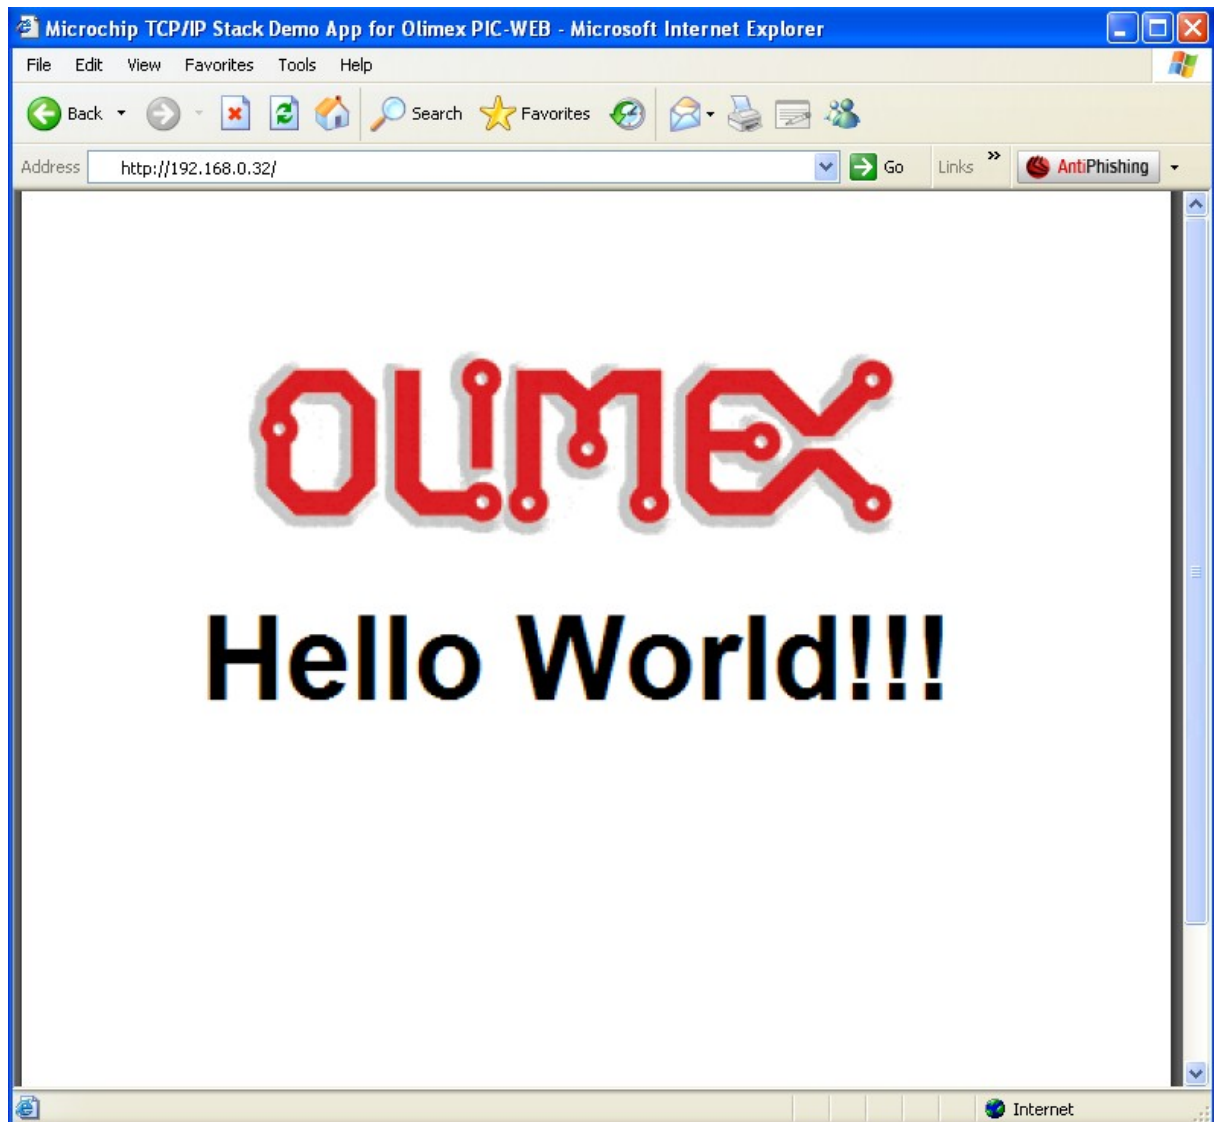 Microchip TCP/IP Stack Demo App for Olimex PIC-WEB - Microsoft Internet Explorer
File Edit View Favorites Tools Help
Back Search Favorites
Address http://192.168.0.32/ Go Links » AntiPhishing
OLIMEX
Hello World!!!
Internet